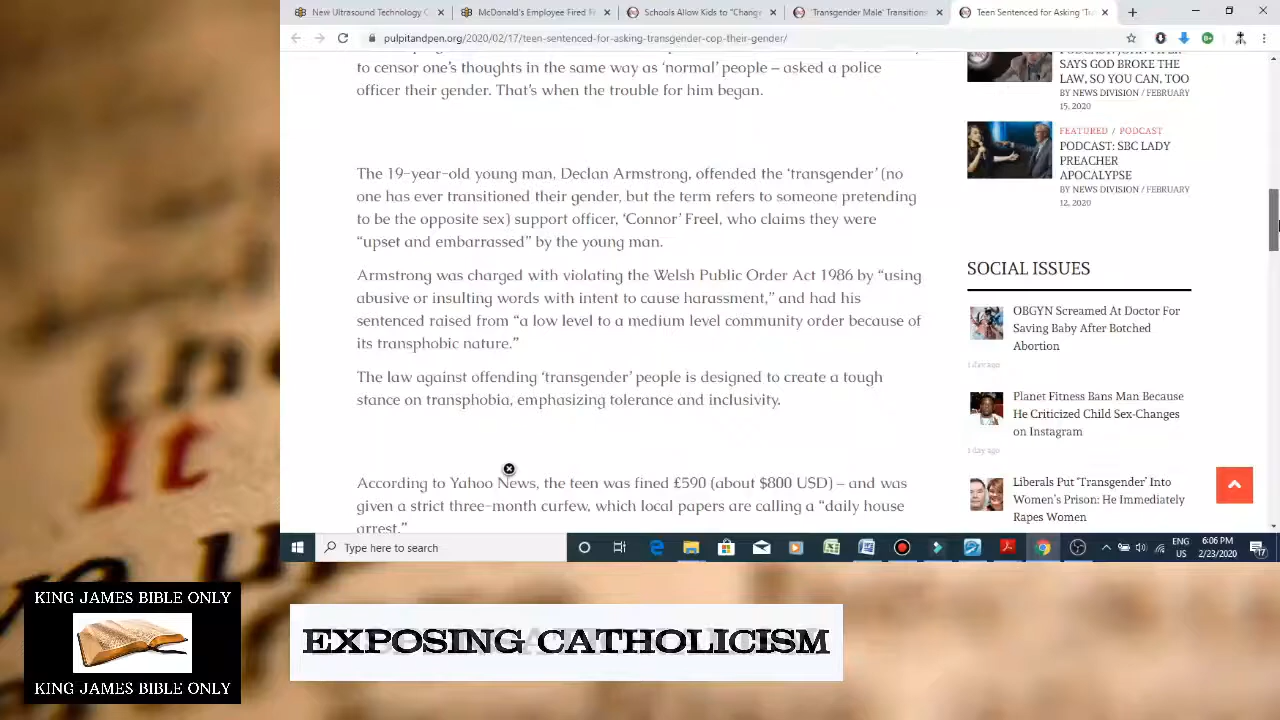 New Ultrasound Technology C
McDonald's Employee Fired F
Schools Allow Kids to "Change
'Transgender Male' Transitions
Teen Sentenced for Asking 'Tra
pulpitandpen.org/2020/02/17/teen-sentenced-for-asking-transgender-cop-their-gender/
to censor one's thoughts in the same way as 'normal' people – asked a police
officer their gender. That's when the trouble for him began.
The 19-year-old young man, Declan Armstrong, offended the 'transgender' (no
one has ever transitioned their gender, but the term refers to someone pretending
to be the opposite sex) support officer, 'Connor' Freel, who claims they were
"upset and embarrassed" by the young man.
Armstrong was charged with violating the Welsh Public Order Act 1986 by "using
abusive or insulting words with intent to cause harassment," and had his
sentenced raised from "a low level to a medium level community order because of
its transphobic nature."
The law against offending 'transgender' people is designed to create a tough
stance on transphobia, emphasizing tolerance and inclusivity.
According to Yahoo News, the teen was fined £590 (about $800 USD) – and was
given a strict three-month curfew, which local papers are calling a "daily house
arrest."
PODCAST: JOHN PIPER
SAYS GOD BROKE THE
LAW, SO YOU CAN, TOO
BY NEWS DIVISION / FEBRUARY
15, 2020
FEATURED / PODCAST
PODCAST: SBC LADY
PREACHER
APOCALYPSE
BY NEWS DIVISION / FEBRUARY
12, 2020
SOCIAL ISSUES
OBGYN Screamed At Doctor For
Saving Baby After Botched
Abortion
1 day ago
Planet Fitness Bans Man Because
He Criticized Child Sex-Changes
on Instagram
1 day ago
Liberals Put 'Transgender' Into
Women's Prison: He Immediately
Rapes Women
Type here to search
ENG
US
6:06 PM
2/23/2020
17
In
It
KING JAMES BIBLE ONLY
KING JAMES BIBLE ONLY
EXPOSING CATHOLICISM